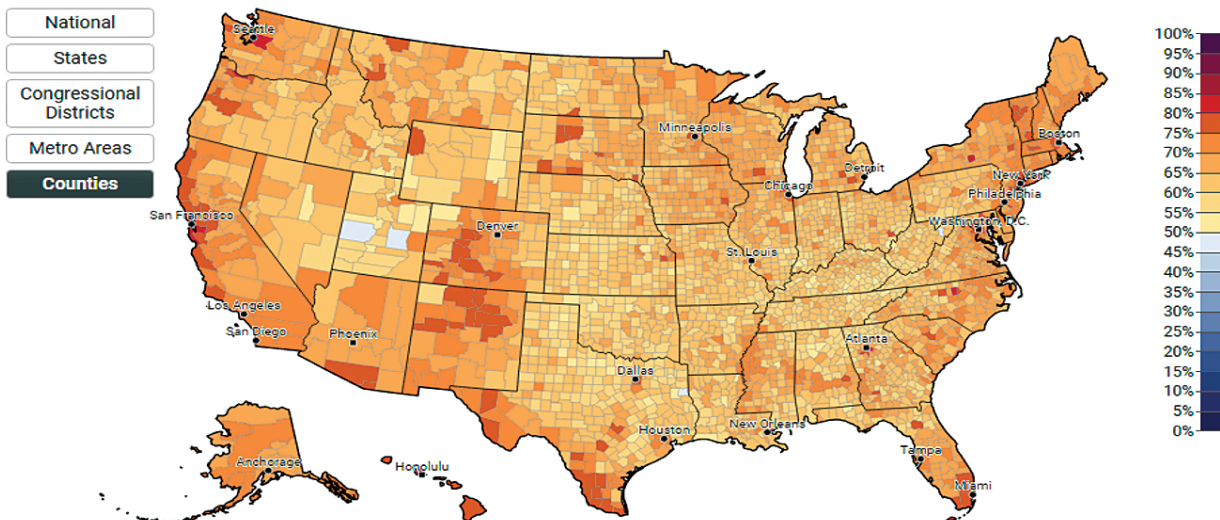 National
States
Congressional
Districts
Metro Areas
Counties
Seattle
Minneapolis
Boston
Detroit
Chicago
New York
Philadelphia
San Francisco
Denver
Washington, D.C.
St. Louis
Los Angeles
San Diego
Phoenix
Atlanta
Dallas
Houston
New Orleans
Tampa
Anchorage
Honolulu
Miami
100%
95%
90%
85%
80%
75%
70%
65%
60%
55%
50%
45%
40%
35%
30%
25%
20%
15%
10%
5%
0%